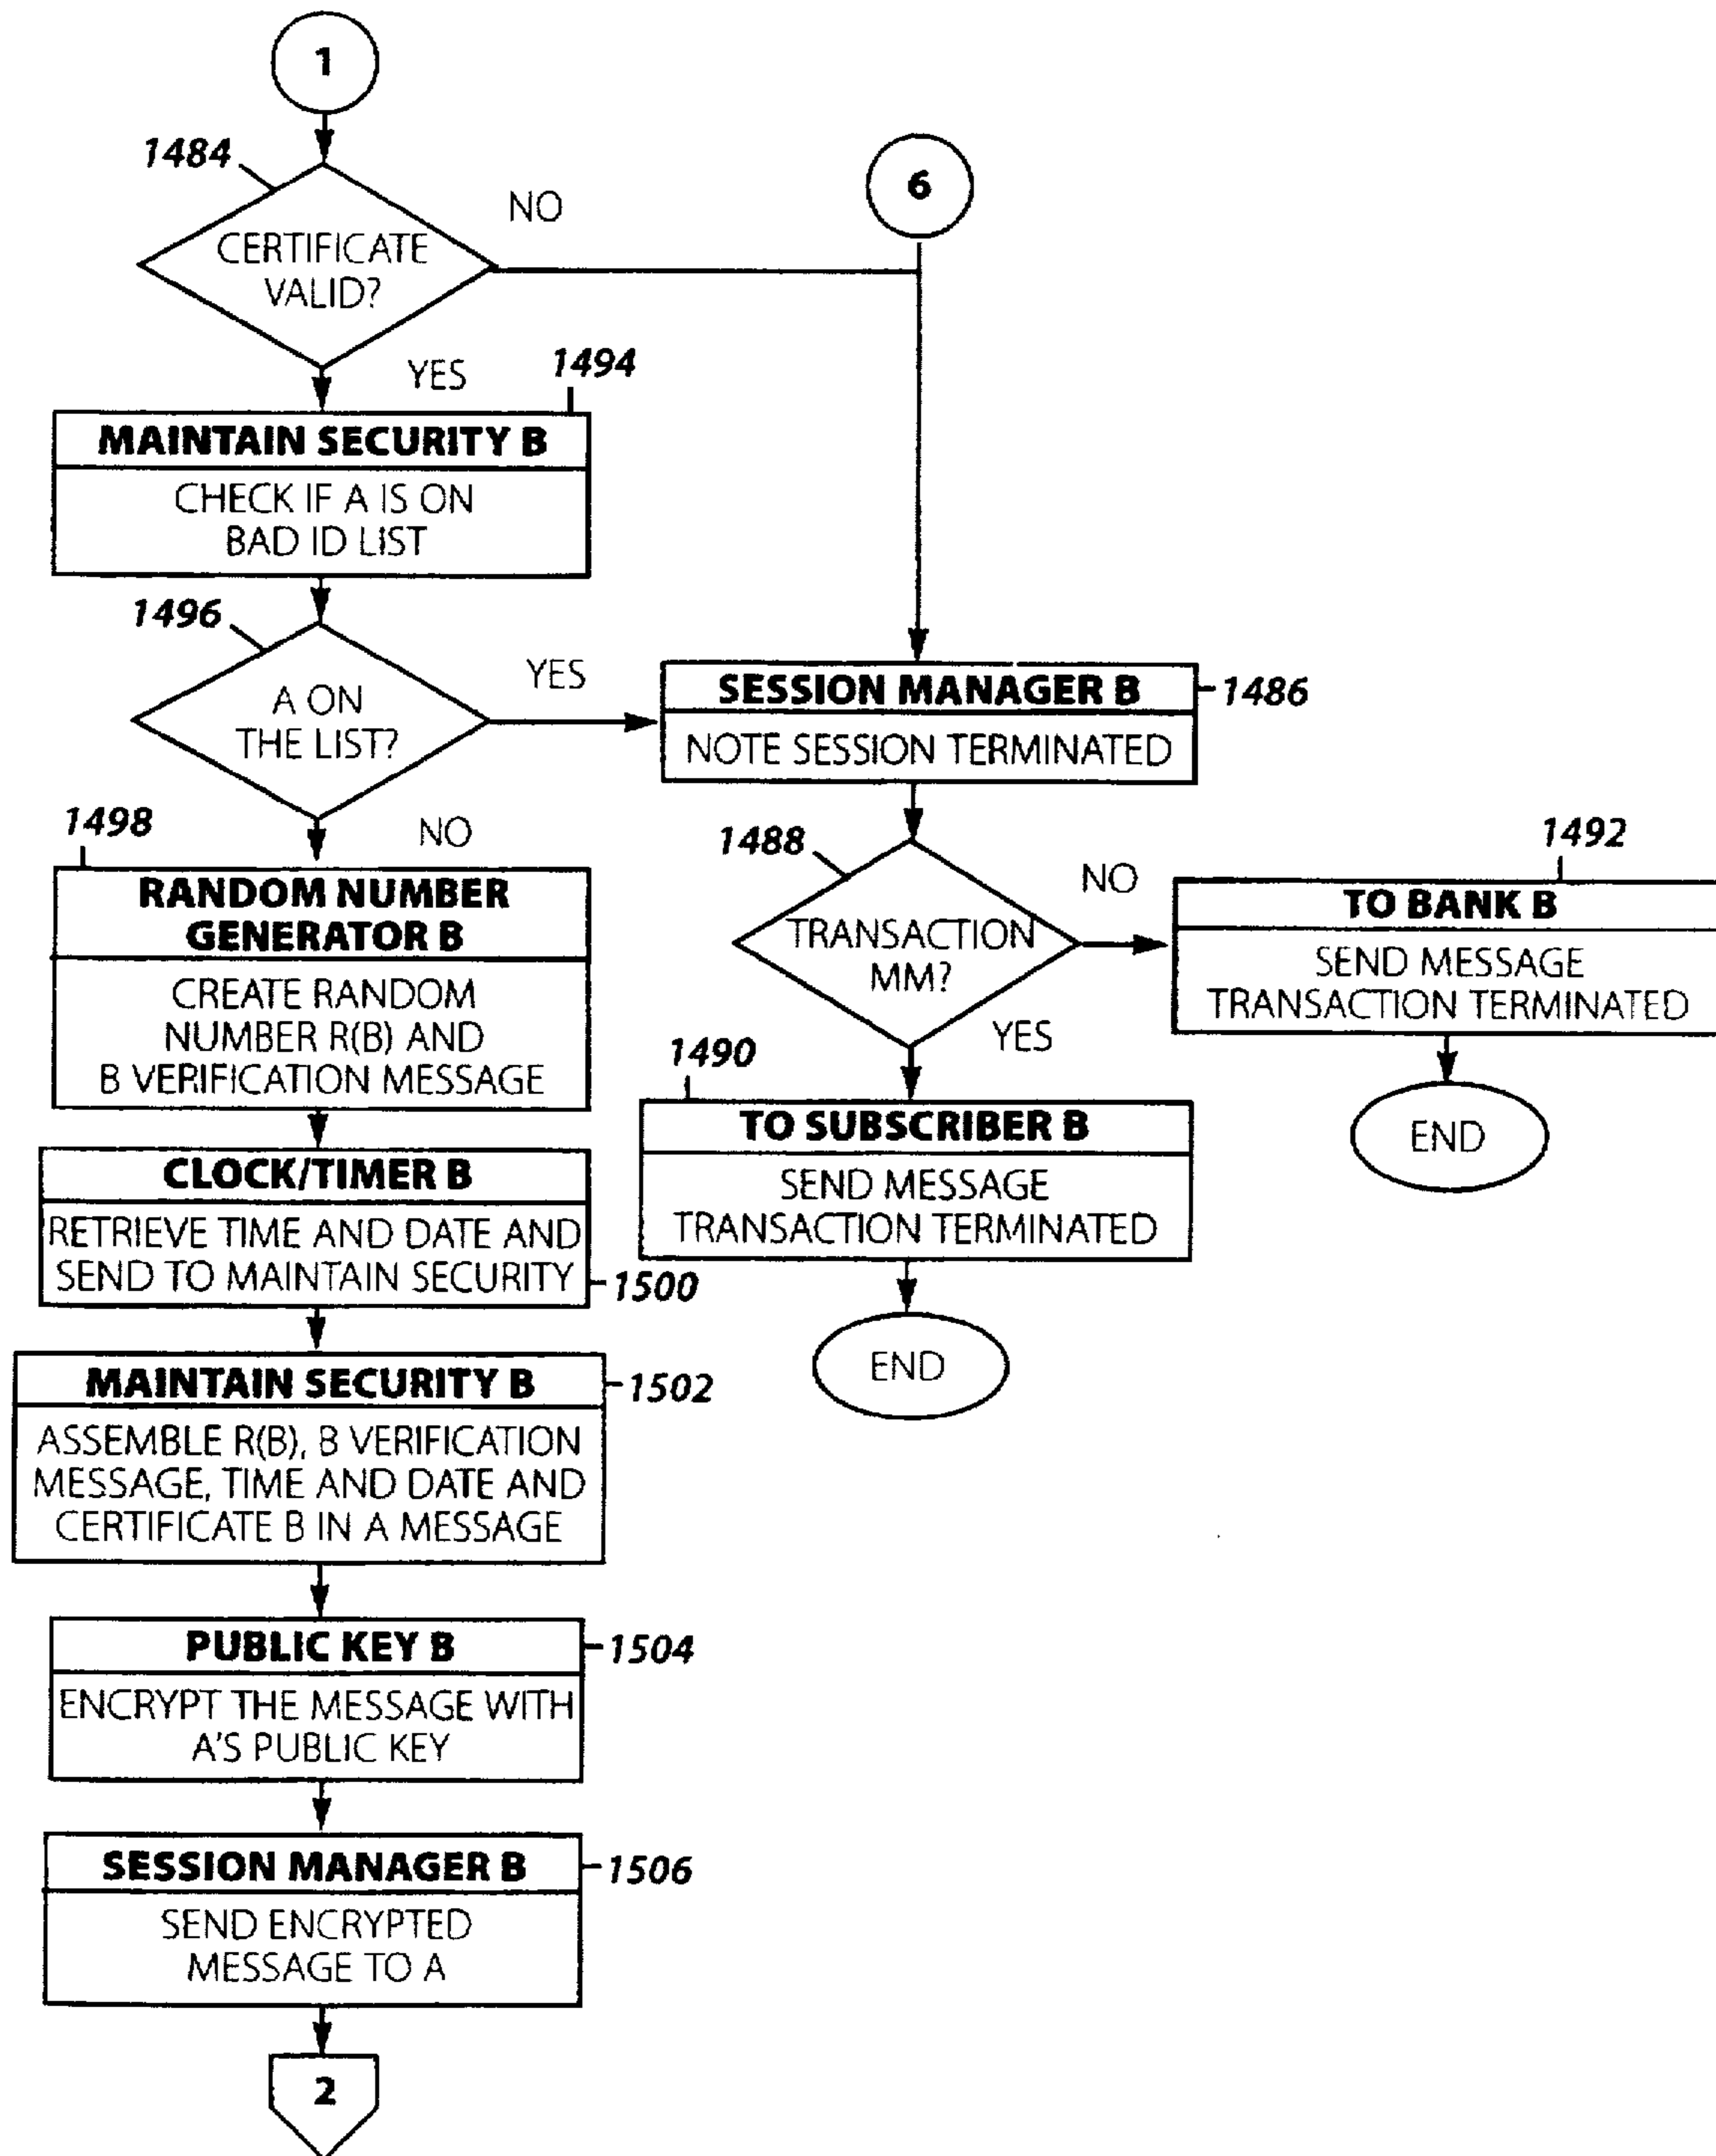 1
1484
NO
CERTIFICATE
VALID?
6
YES
1494
MAINTAIN SECURITY B
CHECK IF A IS ON
BAD ID LIST
1496
A ON
THE LIST?
YES
SESSION MANAGER B
1486
NOTE SESSION TERMINATED
NO
1498
RANDOM NUMBER
GENERATOR B
CREATE RANDOM
NUMBER R(B) AND
B VERIFICATION MESSAGE
1488
TRANSACTION
MM?
NO
1492
TO BANK B
SEND MESSAGE
TRANSACTION TERMINATED
END
YES
1490
TO SUBSCRIBER B
SEND MESSAGE
TRANSACTION TERMINATED
END
CLOCK/TIMER B
RETRIEVE TIME AND DATE AND
SEND TO MAINTAIN SECURITY
1500
MAINTAIN SECURITY B
1502
ASSEMBLE R(B), B VERIFICATION
MESSAGE, TIME AND DATE AND
CERTIFICATE B IN A MESSAGE
PUBLIC KEY B
1504
ENCRYPT THE MESSAGE WITH
A'S PUBLIC KEY
SESSION MANAGER B
1506
SEND ENCRYPTED
MESSAGE TO A
2